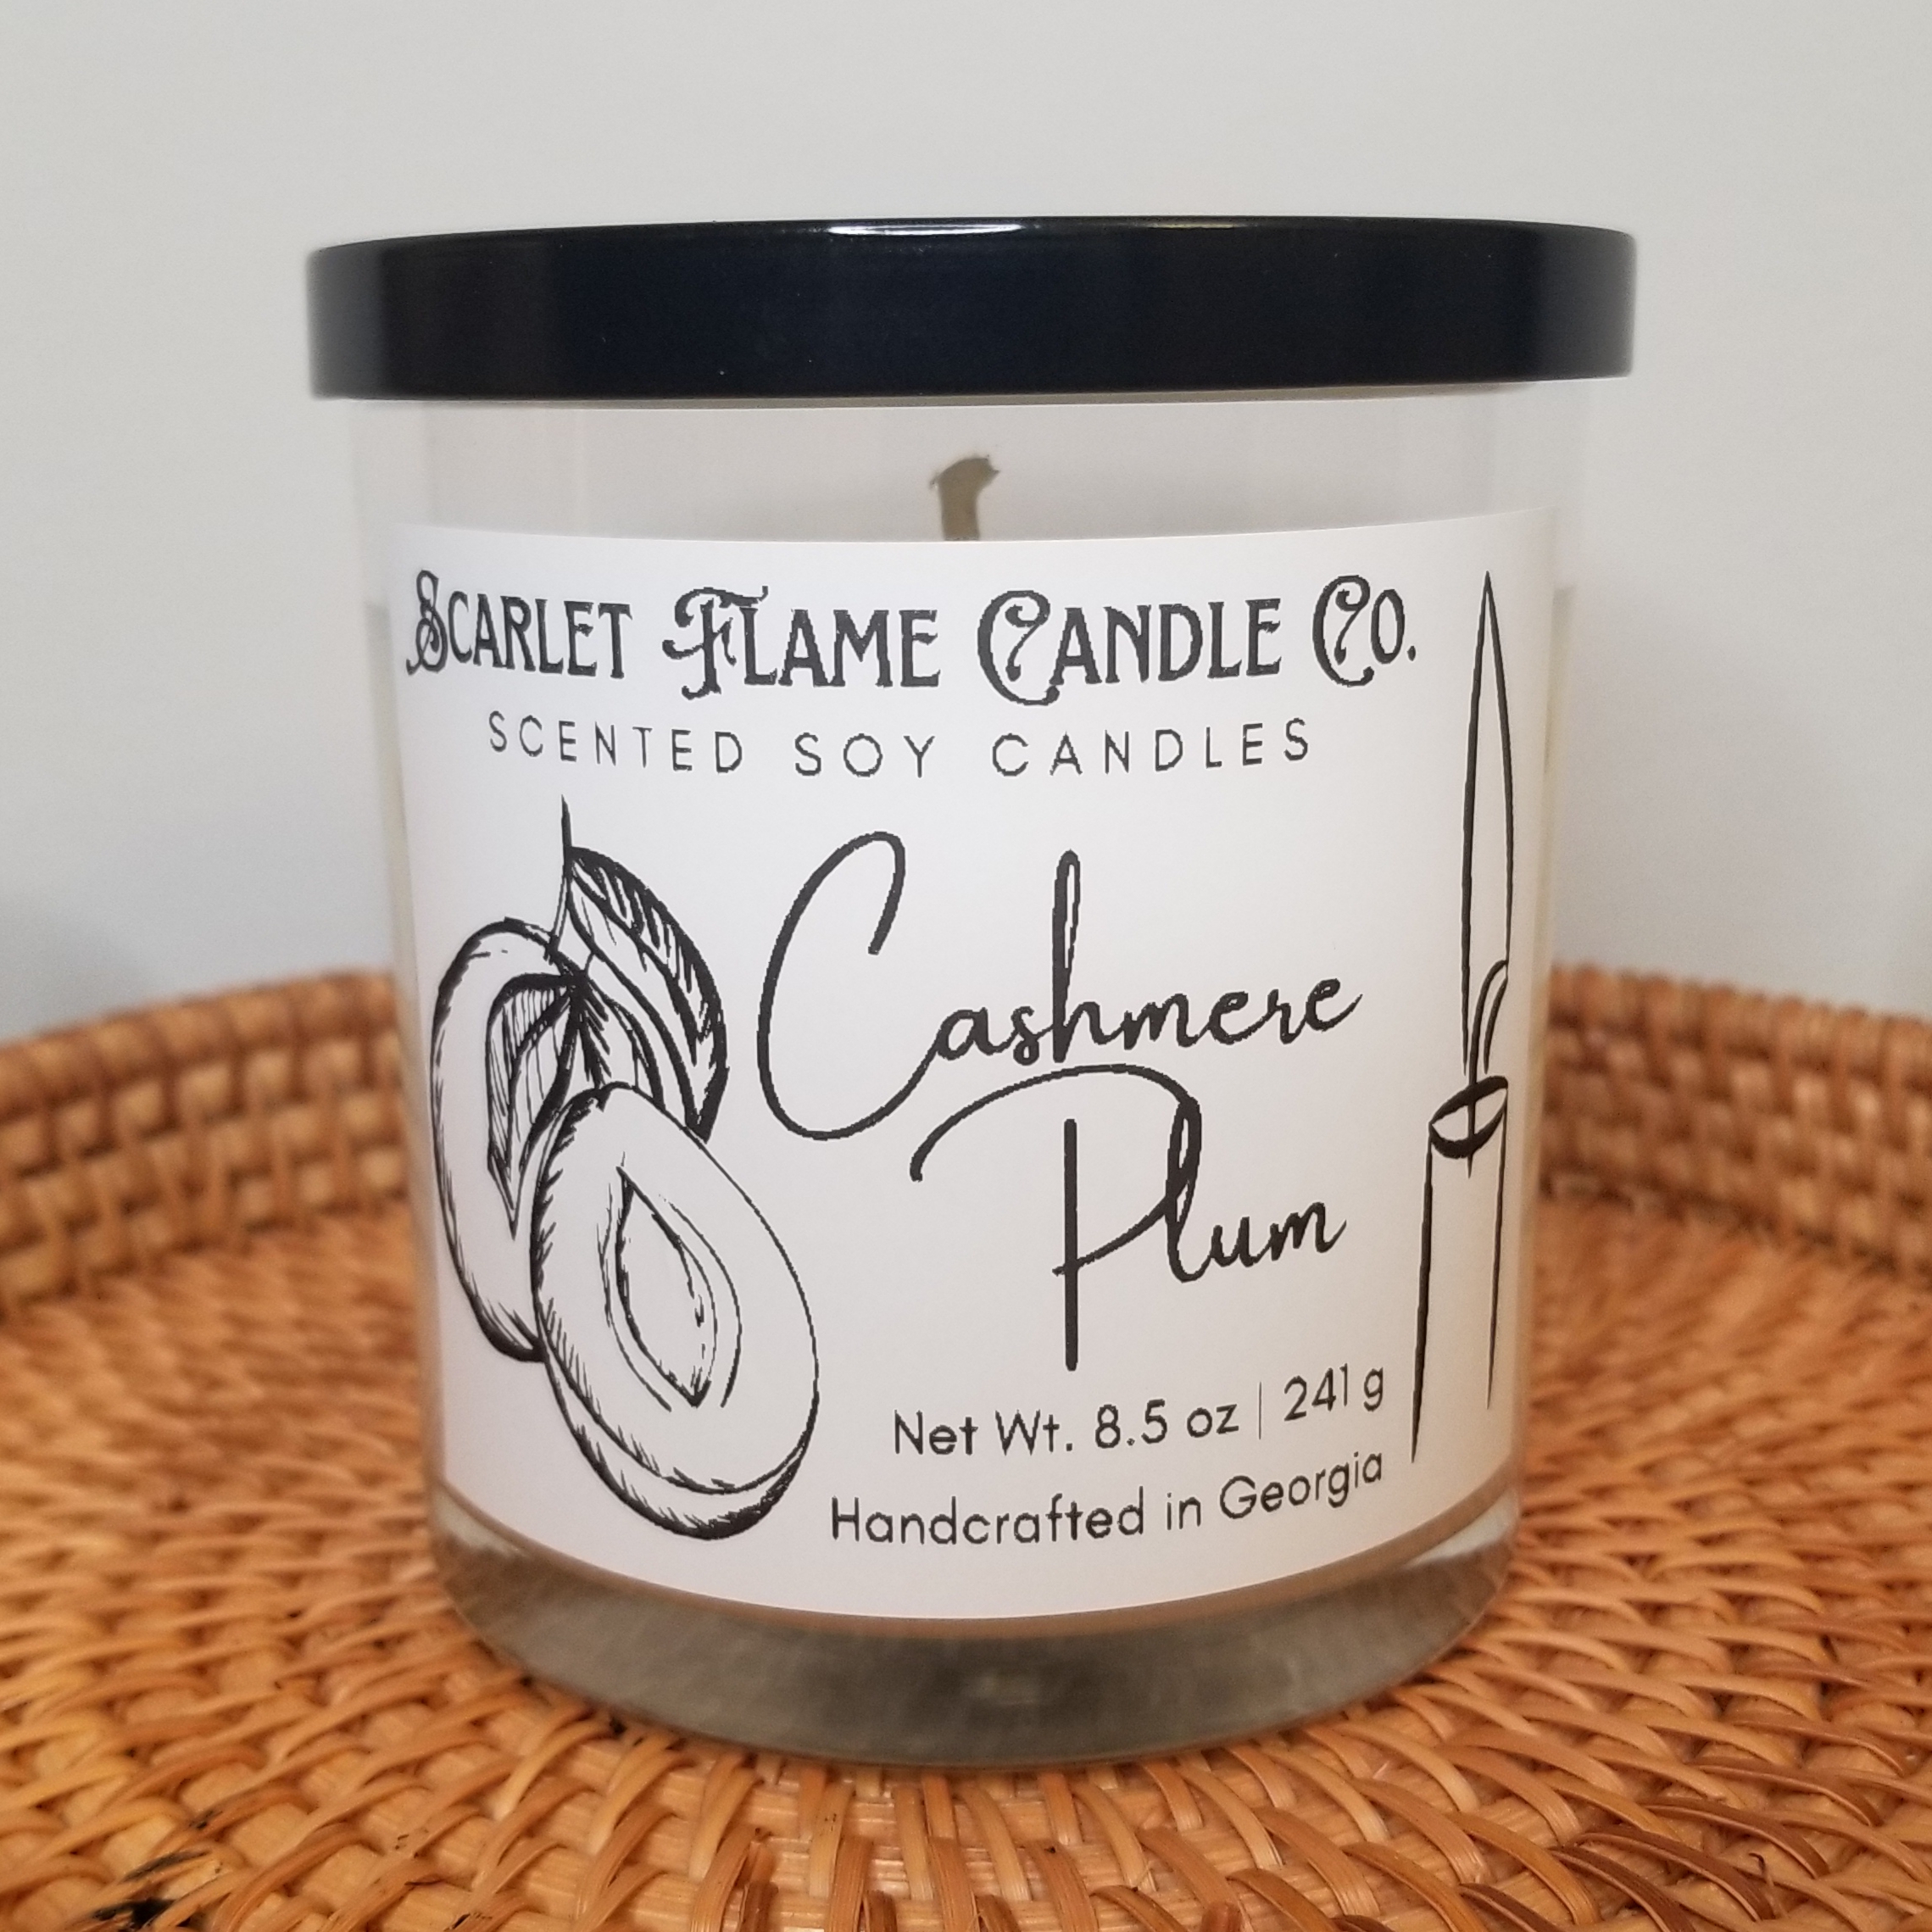 Scarlet Flame Candle Co.
SCENTED SOY CANDLES
Cashmere
Plum
Net Wt. 8.5 oz | 241 g
Handcrafted in Georgia